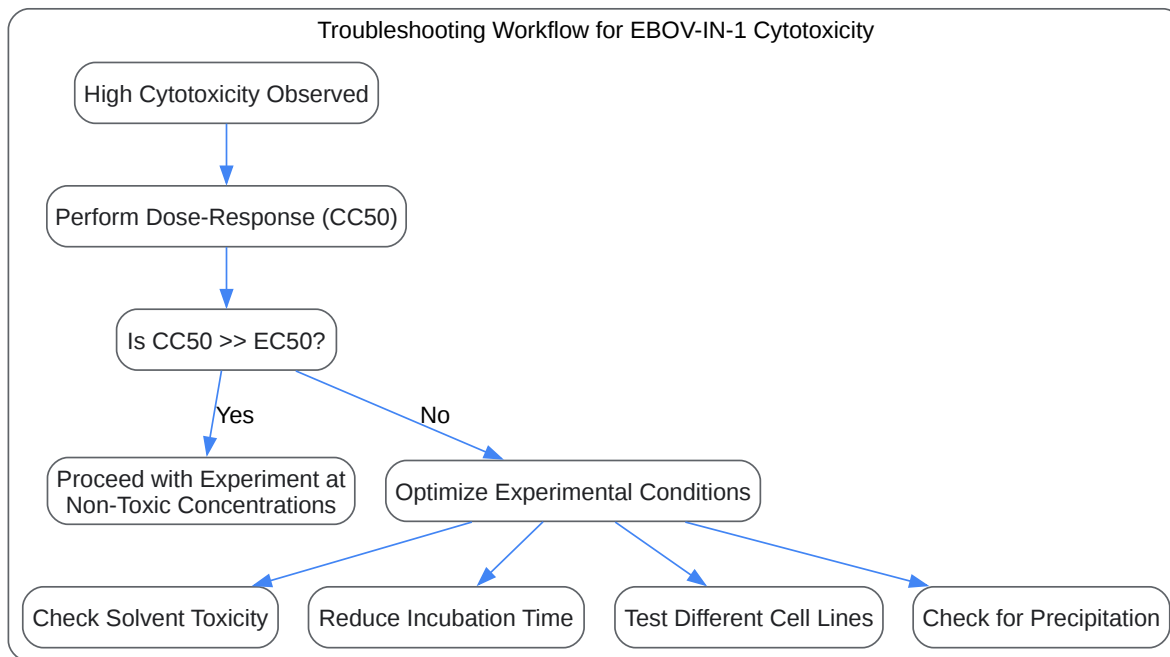 Troubleshooting Workflow for EBOV-IN-1 Cytotoxicity
High Cytotoxicity Observed
Perform Dose-Response (CC50)
Is CC50 >> EC50?
Yes
No
Proceed with Experiment at
Non-Toxic Concentrations
Optimize Experimental Conditions
Check Solvent Toxicity
Reduce Incubation Time
Test Different Cell Lines
Check for Precipitation